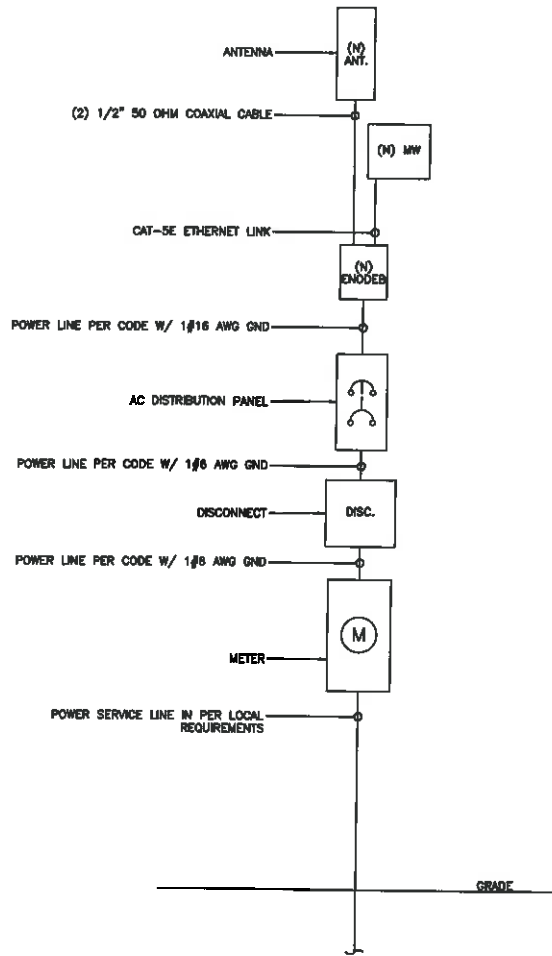 ANTENNA
(N)
ANT.
(2) 1/2" 50 OHM COAXIAL CABLE
(N) MW
CAT-5E ETHERNET LINK
(N)
ENODEB
POWER LINE PER CODE W/ 1#16 AWG GND
AC DISTRIBUTION PANEL
POWER LINE PER CODE W/ 1#6 AWG GND
DISCONNECT
DISC.
POWER LINE PER CODE W/ 1#8 AWG GND
M
METER
POWER SERVICE LINE IN PER LOCAL
REQUIREMENTS
GRADE